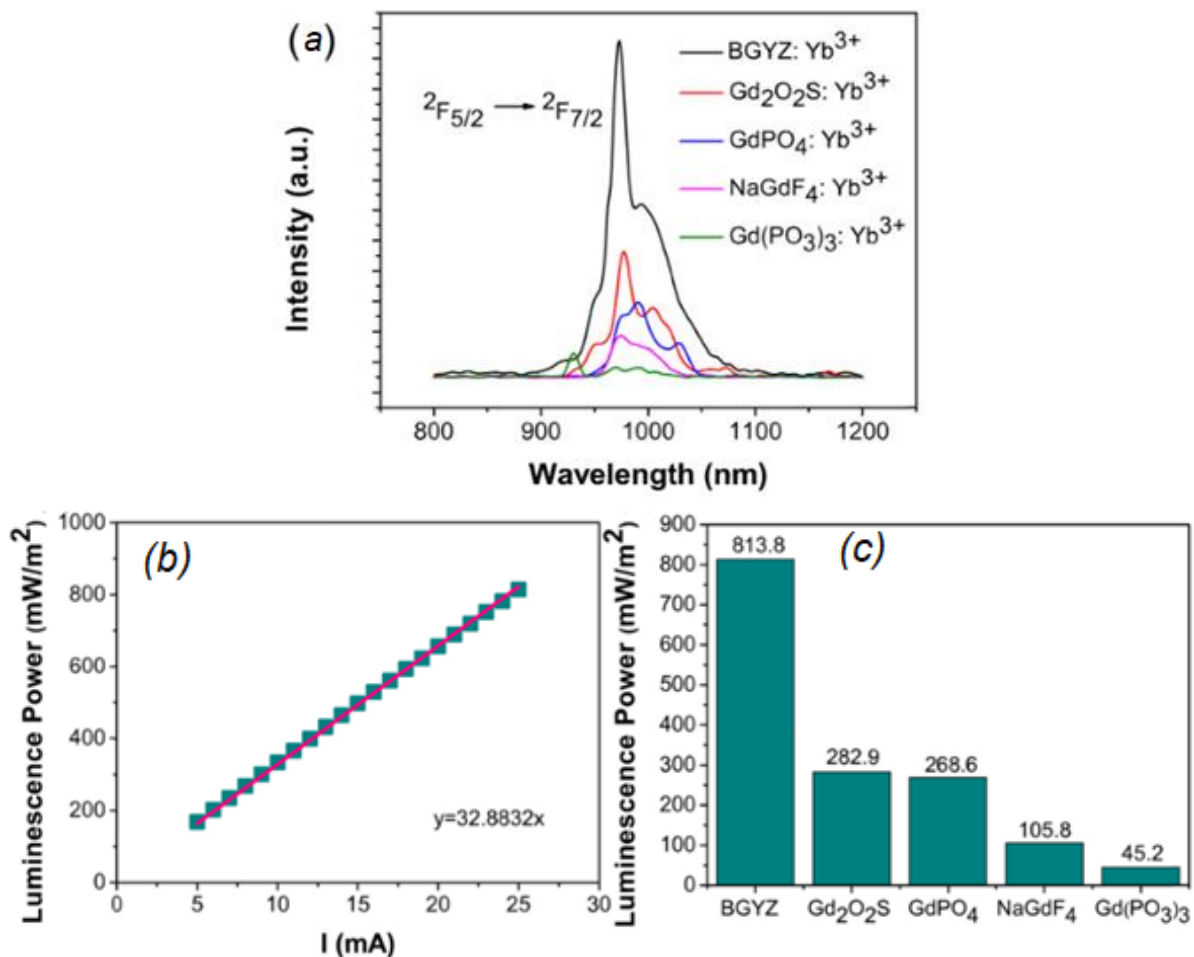 (a)
BGYZ: Yb³⁺
Gd₂O₂S: Yb³⁺
GdPO₄: Yb³⁺
NaGdF₄: Yb³⁺
Gd(PO₃)₃: Yb³⁺
²F₅/₂ → ²F₇/₂
Intensity (a.u.)
800 900 1000 1100 1200
Wavelength (nm)
(b)
Luminescence Power (mW/m²)
1000
800
600
400
200
0
y=32.8832x
0 5 10 15 20 25 30
I (mA)
(c)
Luminescence Power (mW/m²)
900
800
700
600
500
400
300
200
100
0
813.8
282.9
268.6
105.8
45.2
BGYZ Gd₂O₂S GdPO₄ NaGdF₄ Gd(PO₃)₃